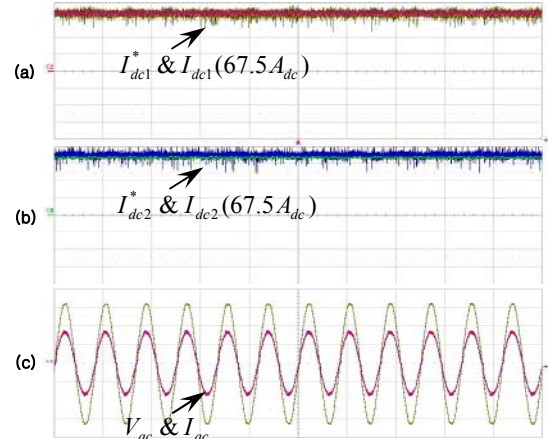 (a)
I*dc1 & Idc1(67.5Adc)
(b)
I*dc2 & Idc2(67.5Adc)
(c)
Vac & Iac